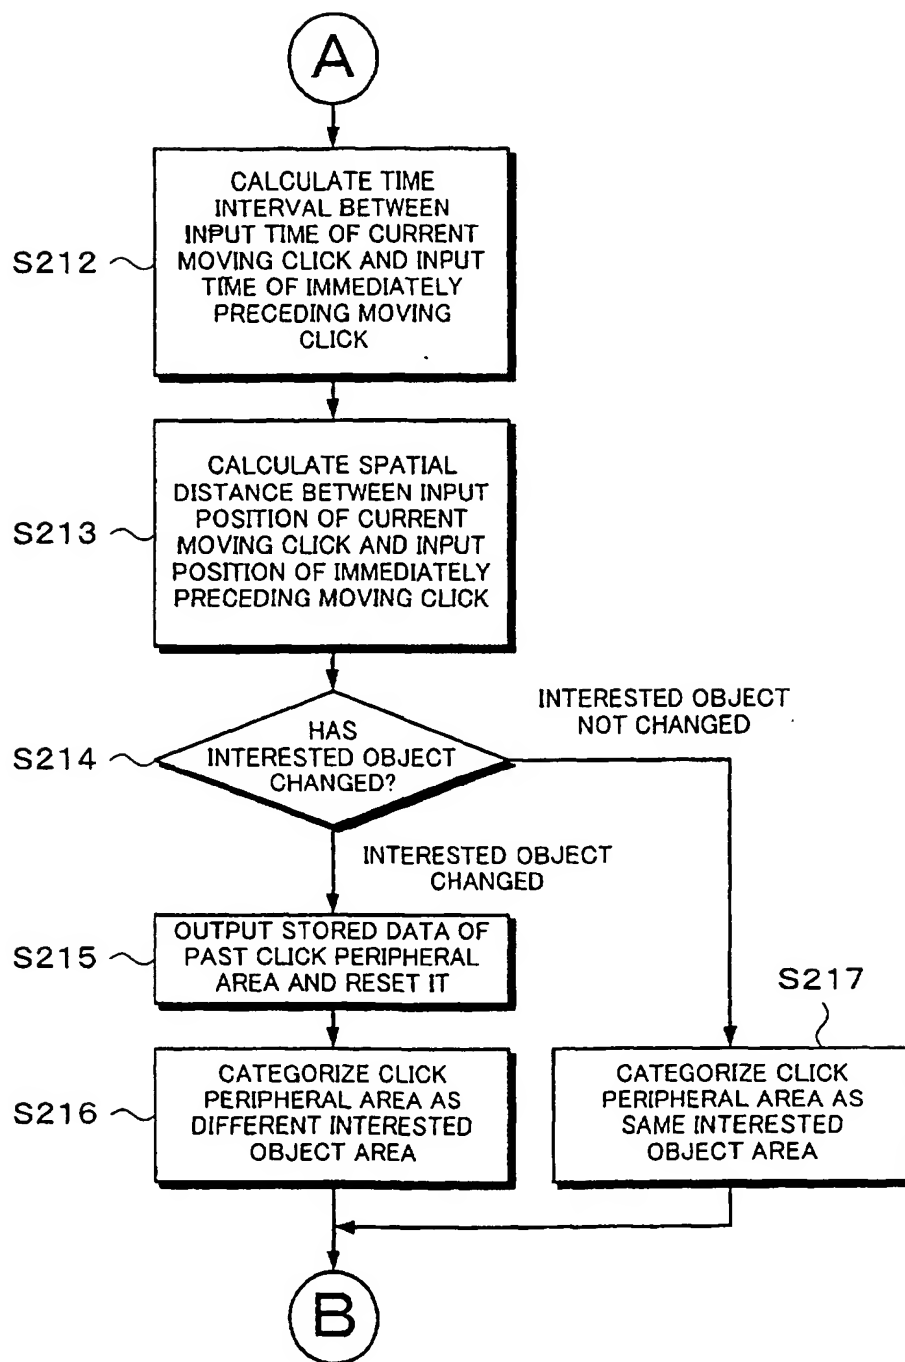 A
S212
CALCULATE TIME
INTERVAL BETWEEN
INPUT TIME OF CURRENT
MOVING CLICK AND INPUT
TIME OF IMMEDIATELY
PRECEDING MOVING
CLICK
S213
CALCULATE SPATIAL
DISTANCE BETWEEN INPUT
POSITION OF CURRENT
MOVING CLICK AND INPUT
POSITION OF IMMEDIATELY
PRECEDING MOVING CLICK
S214
HAS
INTERESTED OBJECT
CHANGED?
INTERESTED OBJECT
NOT CHANGED
INTERESTED OBJECT
CHANGED
S215
OUTPUT STORED DATA OF
PAST CLICK PERIPHERAL
AREA AND RESET IT
S216
CATEGORIZE CLICK
PERIPHERAL AREA AS
DIFFERENT INTERESTED
OBJECT AREA
S217
CATEGORIZE CLICK
PERIPHERAL AREA AS
SAME INTERESTED
OBJECT AREA
B